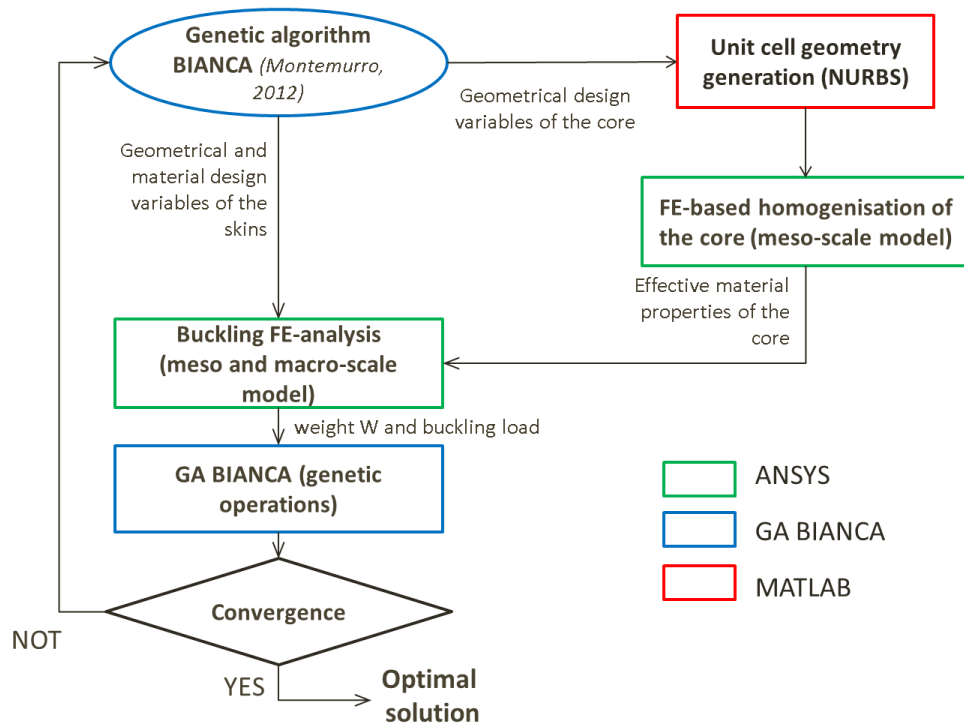 Genetic algorithm
BIANCA (Montemurro,
2012)
Unit cell geometry
generation (NURBS)
Geometrical design
variables of the core
Geometrical and
material design
variables of the
skins
FE-based homogenisation of
the core (meso-scale model)
Effective material
properties of the
core
Buckling FE-analysis
(meso and macro-scale
model)
weight W and buckling load
GA BIANCA (genetic
operations)
Convergence
NOT
YES
Optimal
solution
ANSYS
GA BIANCA
MATLAB